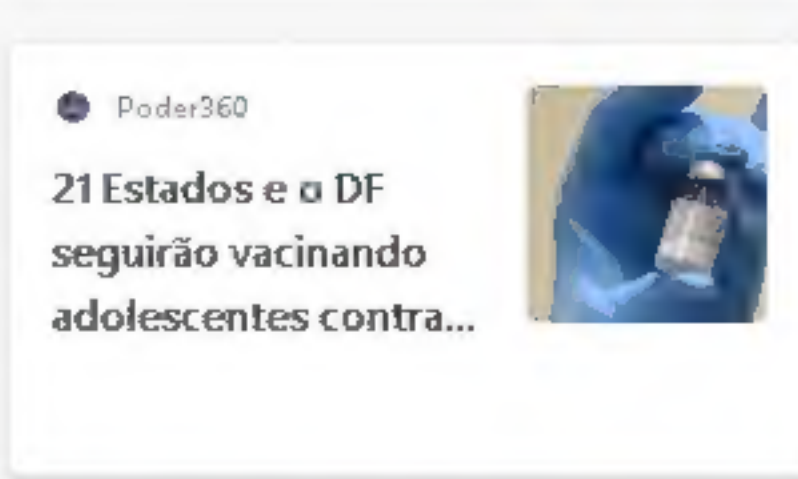 Poder360
21 Estados e o DF
seguirão vacinando
adolescentes contra...